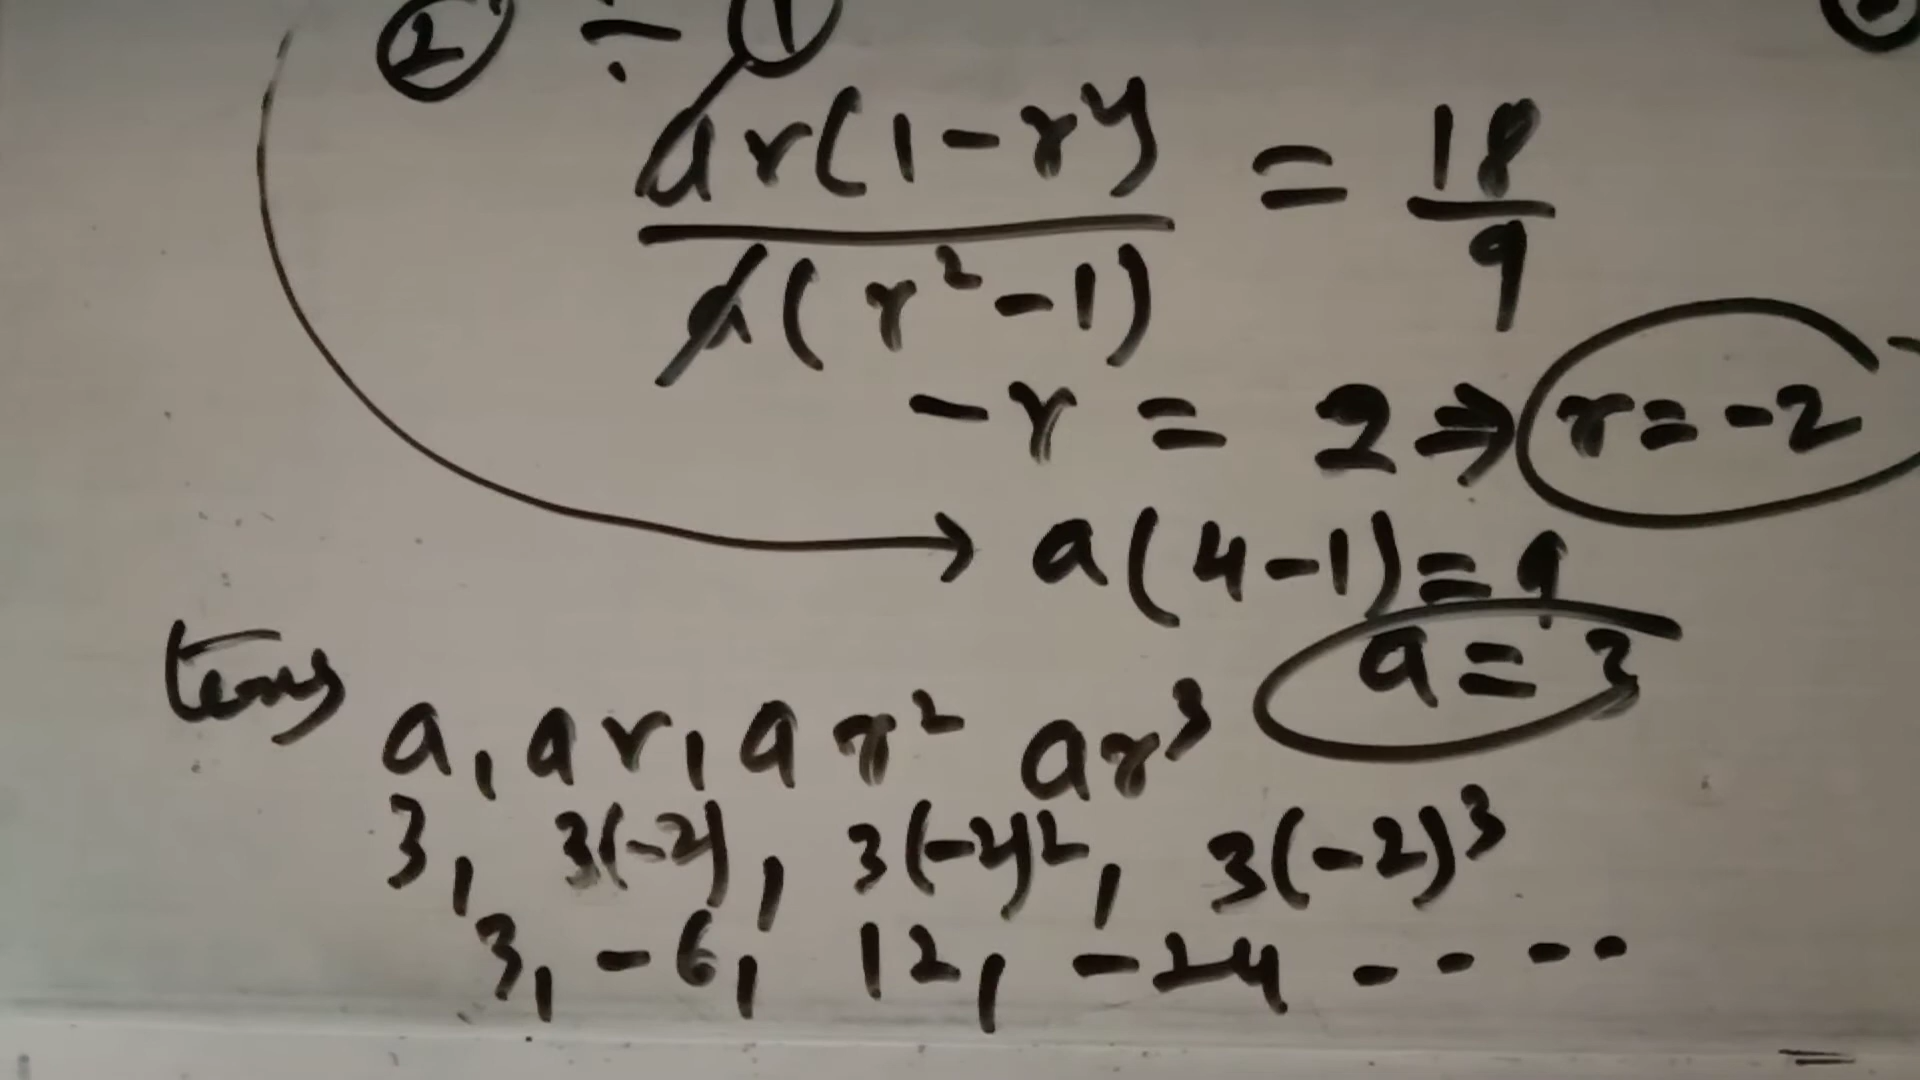 ② ÷ ①
ar(1-r²) / a(r²-1) = 18/9
-r = 2 ⇒ r = -2
→ a(4-1) = 9
a = 3
terms
a, ar, ar² ar³
3, 3(-2), 3(-2)², 3(-2)³
3, -6, 12, -24 ----